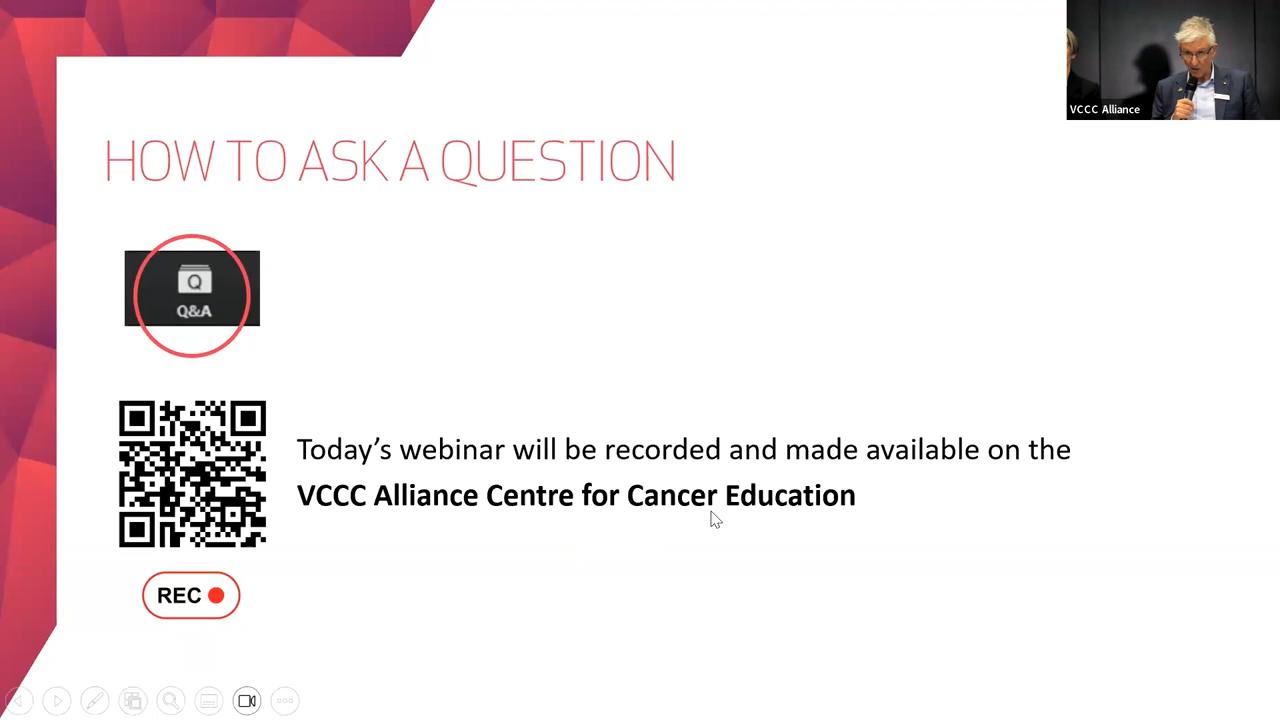 VCCC Alliance
HOW TO ASK A QUESTION
Q
Q&A
Today's webinar will be recorded and made available on the
VCCC Alliance Centre for Cancer Education
REC